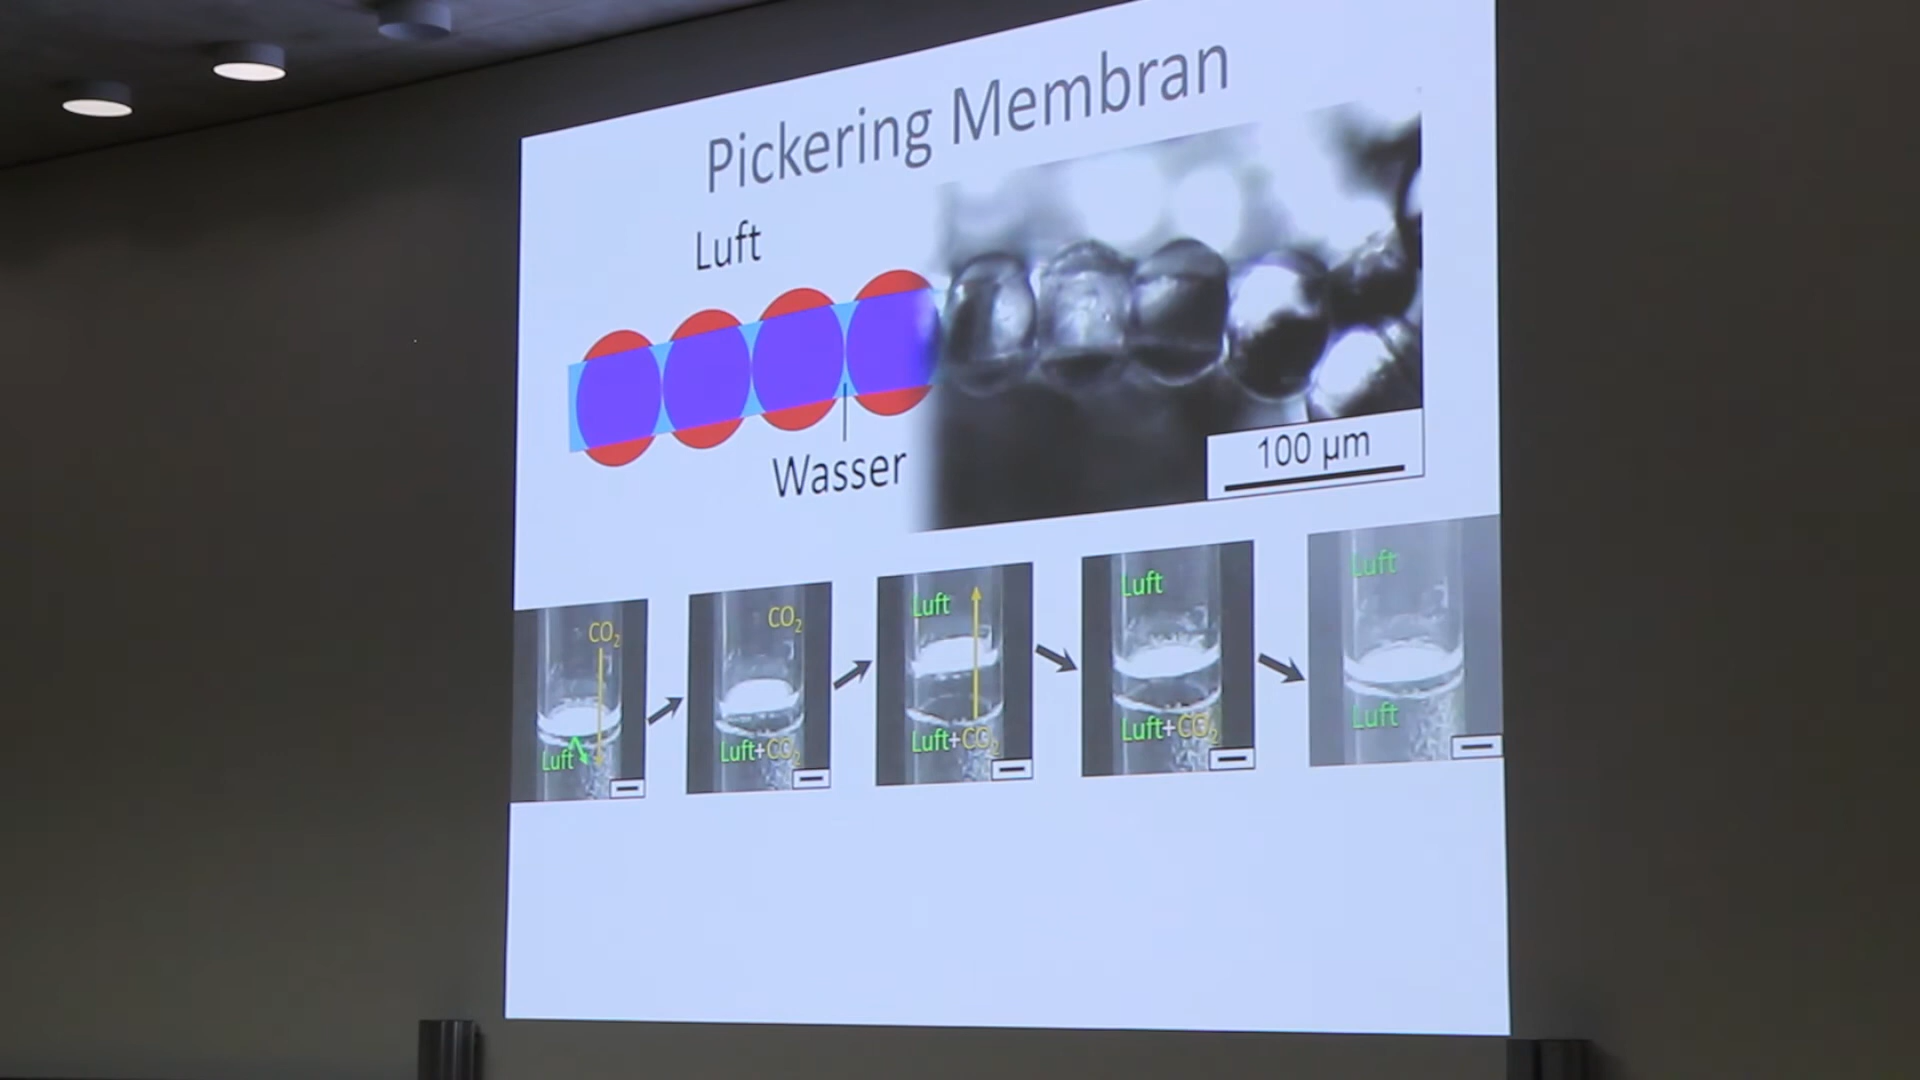 Pickering Membran
Luft
Wasser
100 µm
CO₂
Luft
CO₂
Luft+CO₂
Luft
Luft+CO₂
Luft
Luft+CO₂
Luft
Luft